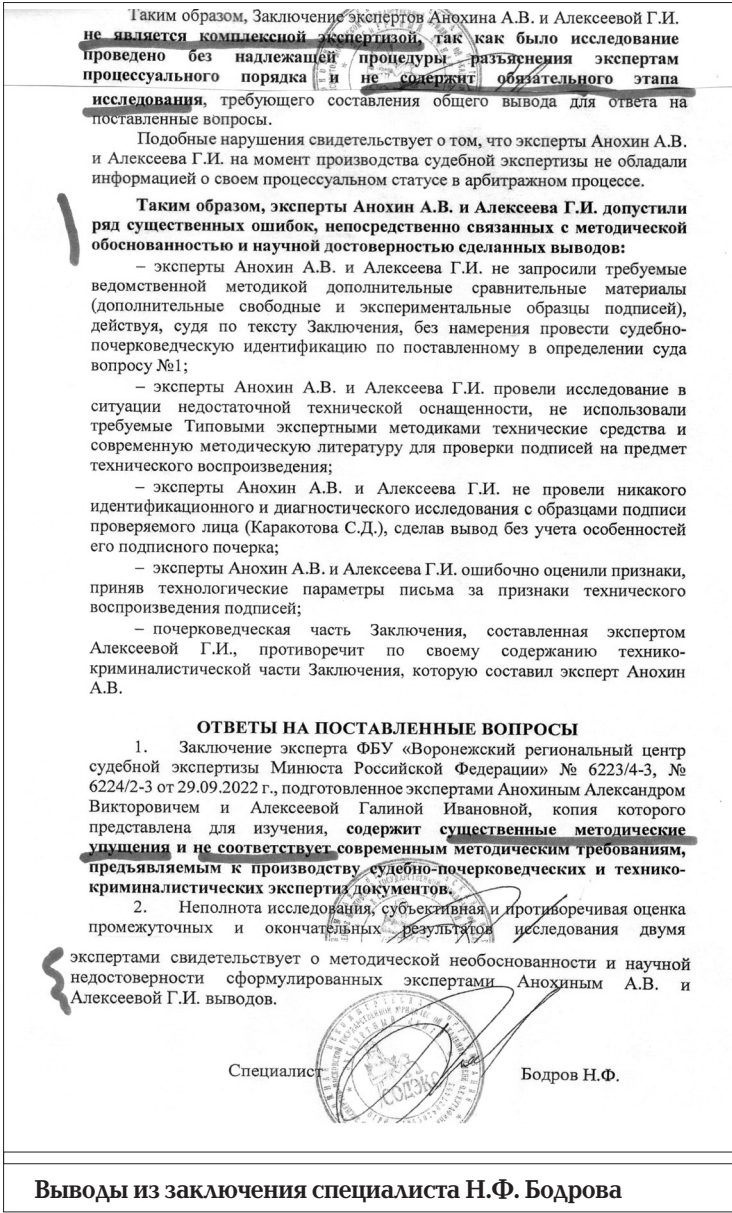 Таким образом, Заключение экспертов Анохина А.В. и Алексеевой Г.И.
не является комплексной экспертизой, так как было исследование
проведено без надлежащей процедуры разъяснения экспертам
процессуального порядка и не содержит обязательного этапа
исследования, требующего составления общего вывода для ответа на
поставленные вопросы.
Подобные нарушения свидетельствует о том, что эксперты Анохин А.В.
и Алексеева Г.И. на момент производства судебной экспертизы не обладали
информацией о своем процессуальном статусе в арбитражном процессе.
Таким образом, эксперты Анохин А.В. и Алексеева Г.И. допустили
ряд существенных ошибок, непосредственно связанных с методической
обоснованностью и научной достоверностью сделанных выводов:
– эксперты Анохин А.В. и Алексеева Г.И. не запросили требуемые
ведомственной методикой дополнительные сравнительные материалы
(дополнительные свободные и экспериментальные образцы подписей),
действуя, судя по тексту Заключения, без намерения провести судебно-
почерковедческую идентификацию по поставленному в определении суда
вопросу №1;
– эксперты Анохин А.В. и Алексеева Г.И. провели исследование в
ситуации недостаточной технической оснащенности, не использовали
требуемые Типовыми экспертными методиками технические средства и
современную методическую литературу для проверки подписей на предмет
технического воспроизведения;
– эксперты Анохин А.В. и Алексеева Г.И. не провели никакого
идентификационного и диагностического исследования с образцами подписи
проверяемого лица (Каракотова С.Д.), сделав вывод без учета особенностей
его подписного почерка;
– эксперты Анохин А.В. и Алексеева Г.И. ошибочно оценили признаки,
приняв технологические параметры письма за признаки технического
воспроизведения подписей;
– почерковедческая часть Заключения, составленная экспертом
Алексеевой Г.И., противоречит по своему содержанию технико-
криминалистической части Заключения, которую составил эксперт Анохин
А.В.
ОТВЕТЫ НА ПОСТАВЛЕННЫЕ ВОПРОСЫ
1. Заключение эксперта ФБУ «Воронежский региональный центр
судебной экспертизы Минюста Российской Федерации» № 6223/4-3, №
6224/2-3 от 29.09.2022 г., подготовленное экспертами Анохиным Александром
Викторовичем и Алексеевой Галиной Ивановной, копия которого
представлена для изучения, содержит существенные методические
упущения и не соответствует современным методическим требованиям,
предъявляемым к производству судебно-почерковедческих и технико-
криминалистических экспертиз документов.
2. Неполнота исследования, субъективная и противоречивая оценка
промежуточных и окончательных результатов исследования двумя
экспертами свидетельствует о методической необоснованности и научной
недостоверности сформулированных экспертами Анохиным А.В. и
Алексеевой Г.И. выводов.
Специалист Бодров Н.Ф.
СОДЭКС
Выводы из заключения специалиста Н.Ф. Бодрова